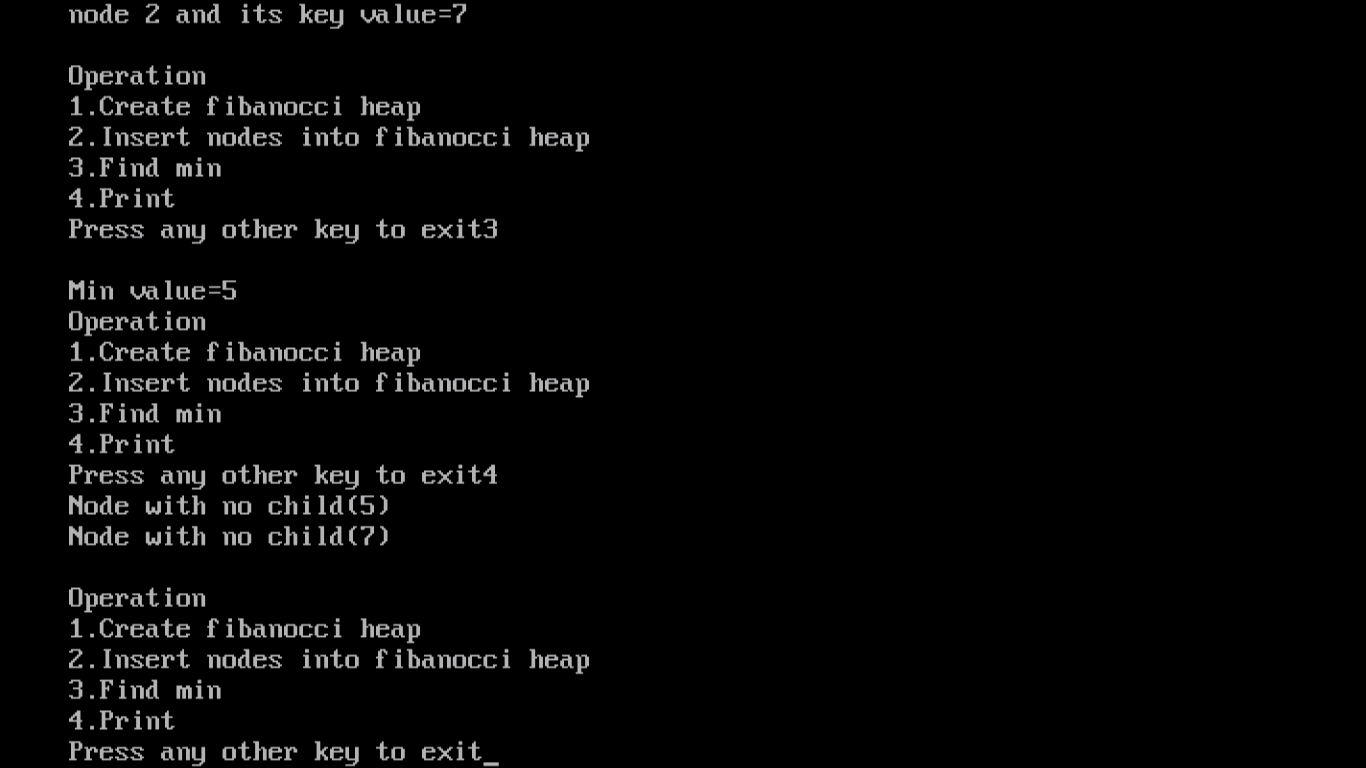 node 2 and its key value=7
Operation
1.Create fibanocci heap
2.Insert nodes into fibanocci heap
3.Find min
4.Print
Press any other key to exit3
Min value=5
Operation
1.Create fibanocci heap
2.Insert nodes into fibanocci heap
3.Find min
4.Print
Press any other key to exit4
Node with no child(5)
Node with no child(7)
Operation
1.Create fibanocci heap
2.Insert nodes into fibanocci heap
3.Find min
4.Print
Press any other key to exit_